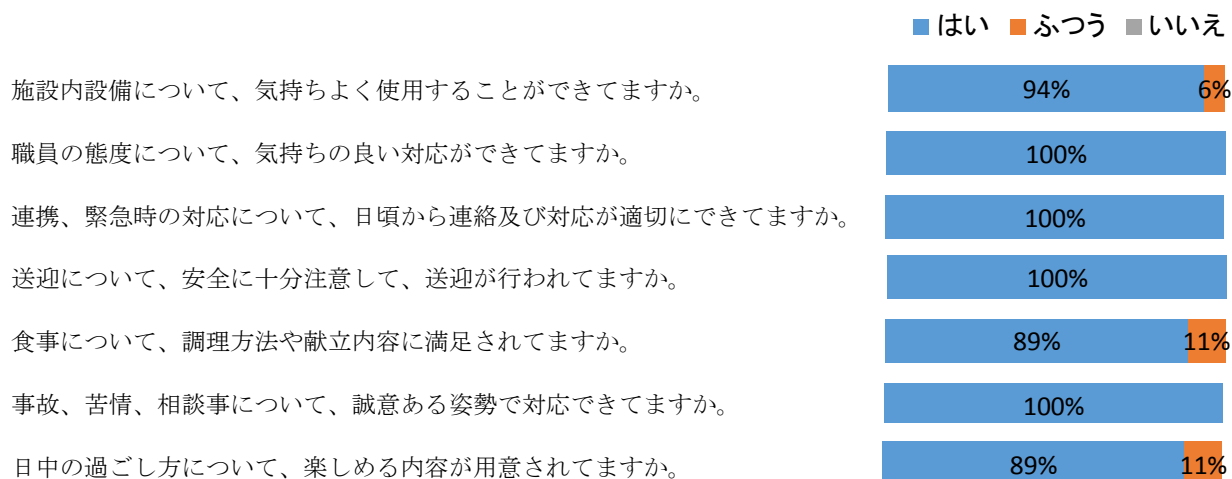 はい ふつう いいえ
施設内設備について、気持ちよく使用することができてますか。 94% 6%
職員の態度について、気持ちの良い対応ができてますか。 100%
連携、緊急時の対応について、日頃から連絡及び対応が適切にできてますか。 100%
送迎について、安全に十分注意して、送迎が行われてますか。 100%
食事について、調理方法や献立内容に満足されてますか。 89% 11%
事故、苦情、相談事について、誠意ある姿勢で対応できてますか。 100%
日中の過ごし方について、楽しめる内容が用意されてますか。 89% 11%